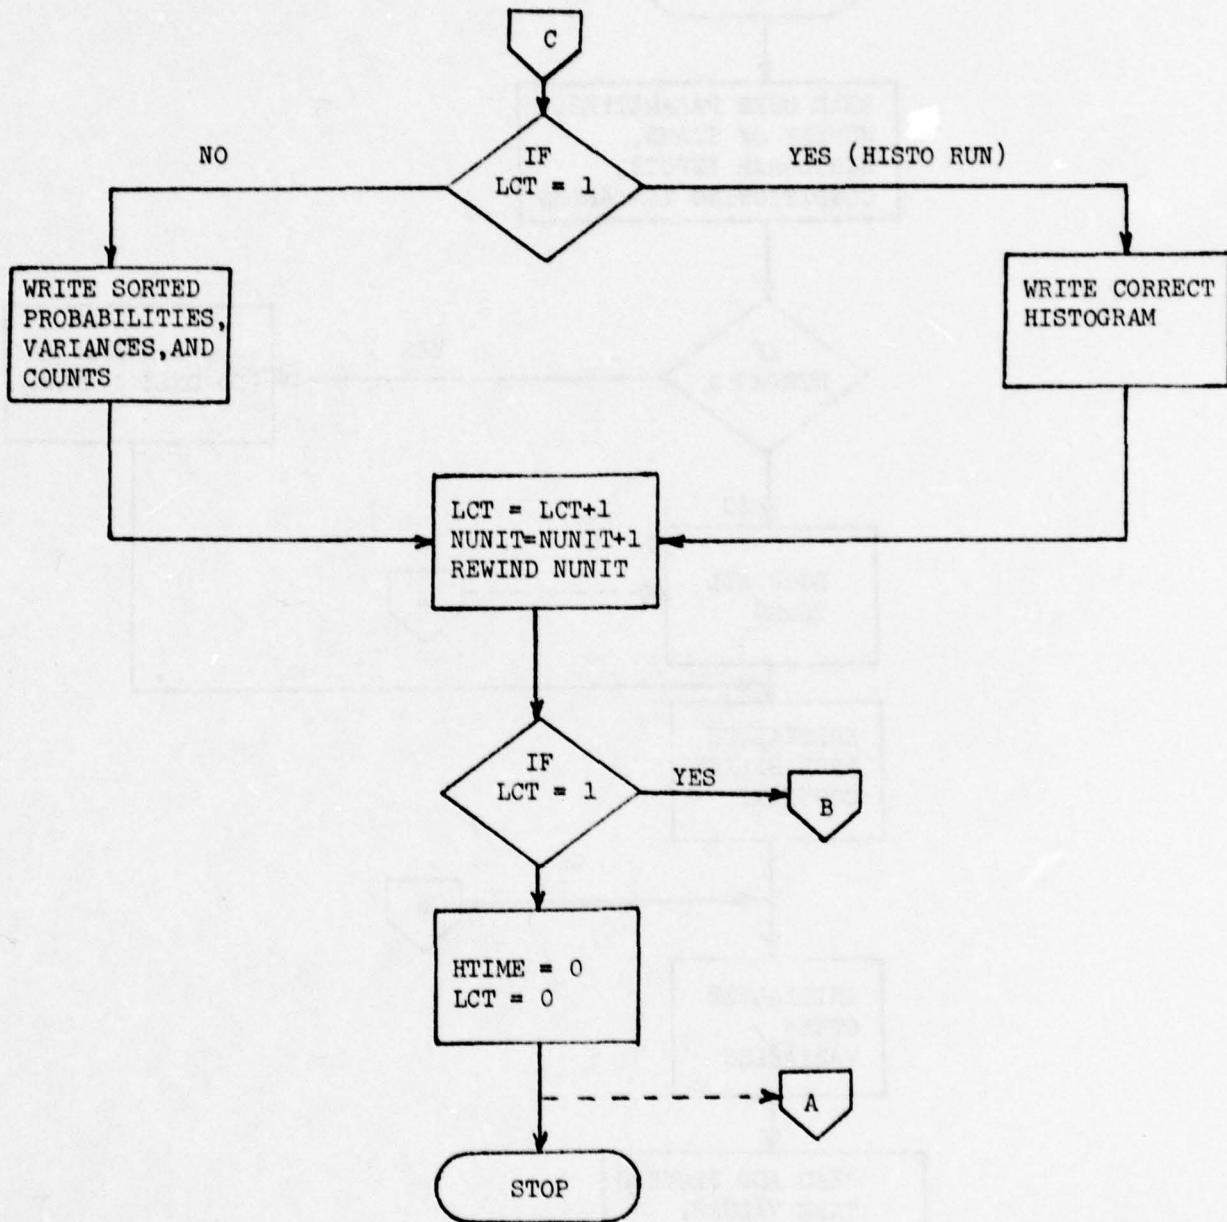 C
IF
LCT = 1
NO
YES (HISTO RUN)
WRITE SORTED
PROBABILITIES,
VARIANCES,AND
COUNTS
WRITE CORRECT
HISTOGRAM
LCT = LCT+1
NUNIT=NUNIT+1
REWIND NUNIT
IF
LCT = 1
YES
B
HTIME = 0
LCT = 0
A
STOP